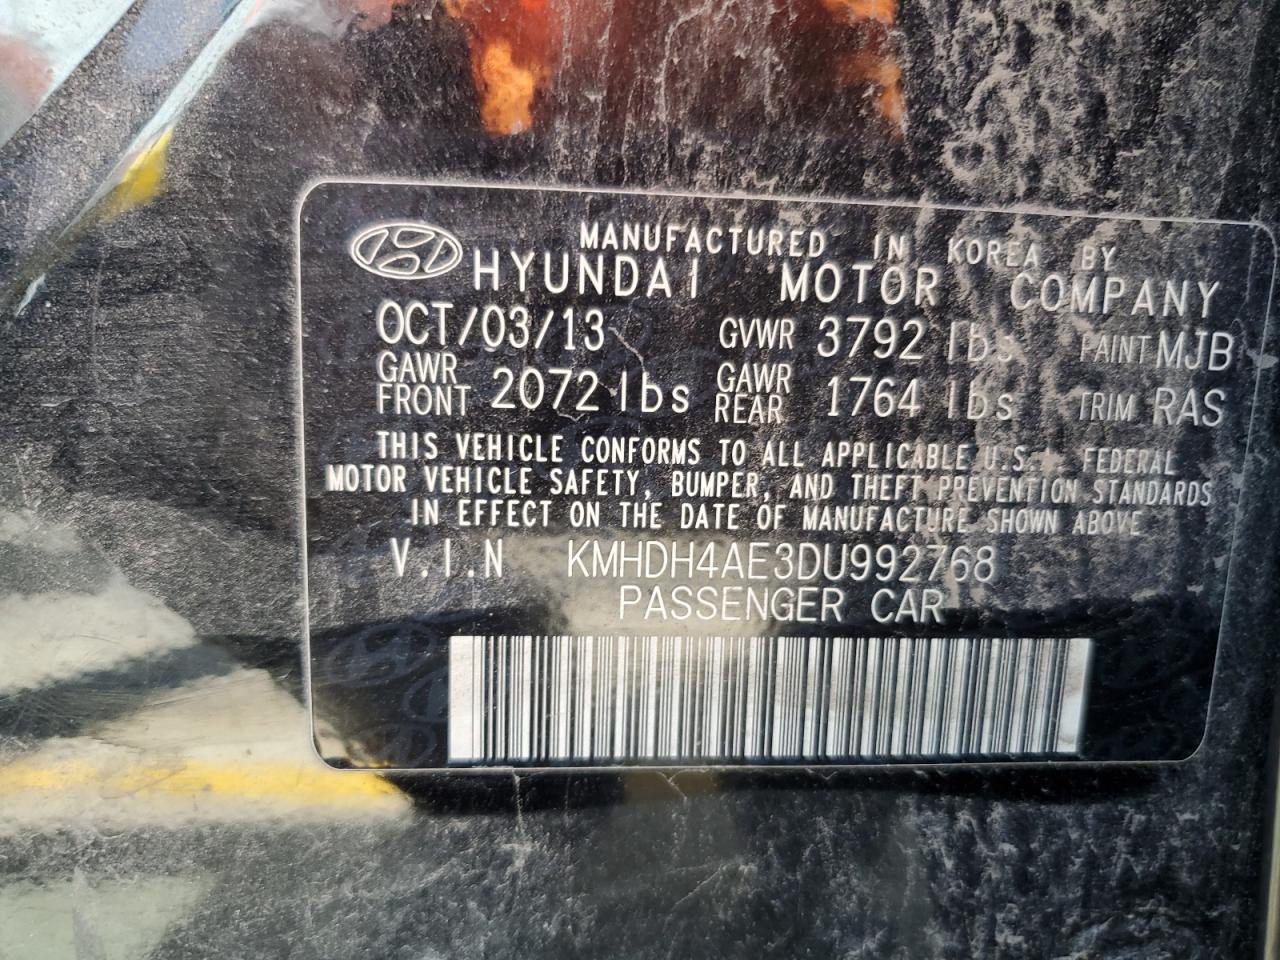 MANUFACTURED IN KOREA BY
HYUNDAI MOTOR COMPANY
OCT/03/13 GVWR 3792 lbs PAINT MJB
GAWR FRONT 2072 lbs GAWR REAR 1764 lbs TRIM RAS
THIS VEHICLE CONFORMS TO ALL APPLICABLE U.S. FEDERAL
MOTOR VEHICLE SAFETY, BUMPER, AND THEFT PREVENTION STANDARDS
IN EFFECT ON THE DATE OF MANUFACTURE SHOWN ABOVE
V.I.N KMHDH4AE3DU992768
PASSENGER CAR